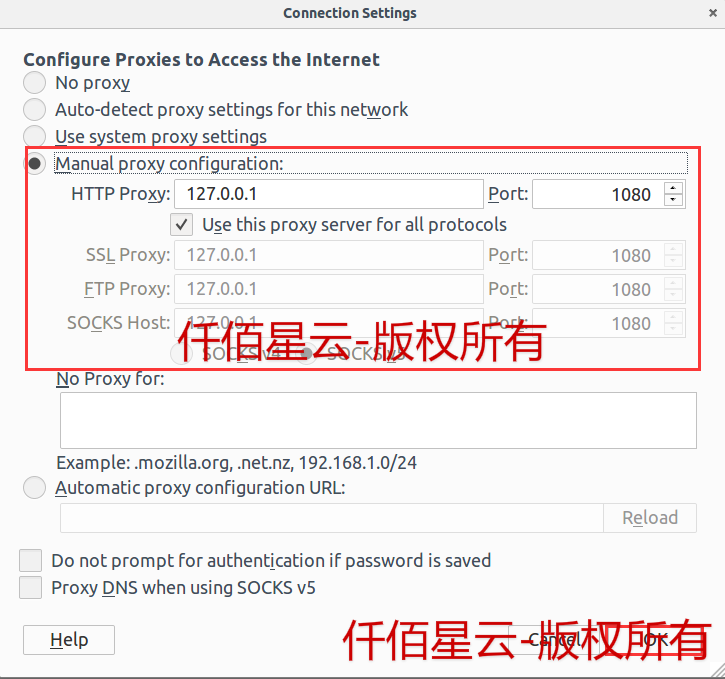 Connection Settings
Configure Proxies to Access the Internet
No proxy
Auto-detect proxy settings for this network
Use system proxy settings
Manual proxy configuration:
HTTP Proxy: 127.0.0.1 Port: 1080
Use this proxy server for all protocols
SSL Proxy: 127.0.0.1 Port: 1080
FTP Proxy: 127.0.0.1 Port: 1080
SOCKS Host: 127.0.0.1 Port: 1080
仟佰星云-版权所有
SOCKS v4 SOCKS v5
No Proxy for:
Example: .mozilla.org, .net.nz, 192.168.1.0/24
Automatic proxy configuration URL:
Reload
Do not prompt for authentication if password is saved
Proxy DNS when using SOCKS v5
Help Cancel OK
仟佰星云-版权所有